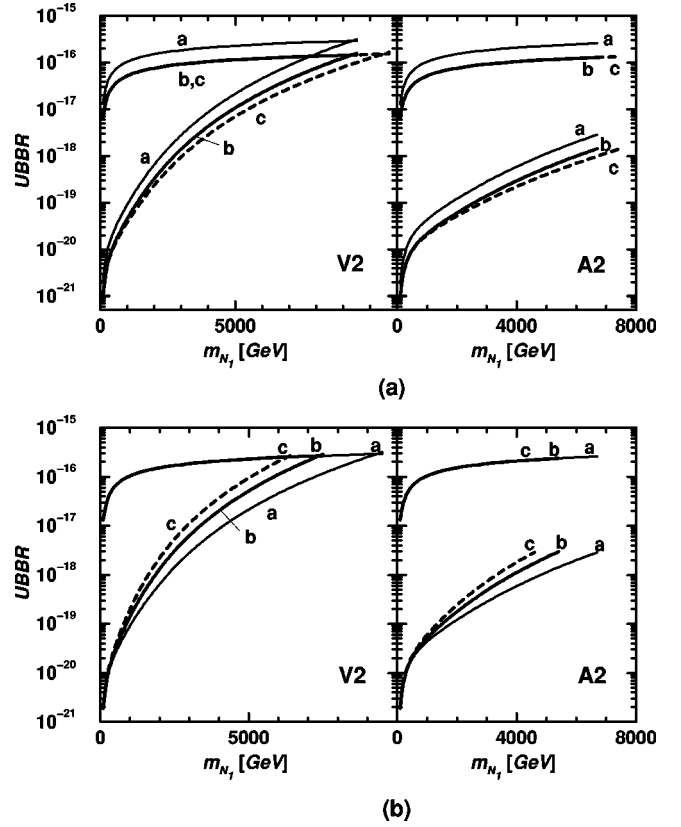 10⁻¹⁵
a
a
10⁻¹⁶
b,c
b c
10⁻¹⁷
c
a
UBBR
10⁻¹⁸
a
b
b
c
10⁻¹⁹
10⁻²⁰
V2
A2
10⁻²¹
0 5000 0 4000 8000
m_{N_1} [GeV] m_{N_1} [GeV]
(a)
10⁻¹⁵
c b a
c b a
10⁻¹⁶
c
a
10⁻¹⁷
b
UBBR
c b a
10⁻¹⁸
10⁻¹⁹
10⁻²⁰
V2
A2
10⁻²¹
0 5000 0 4000 8000
m_{N_1} [GeV] m_{N_1} [GeV]
(b)